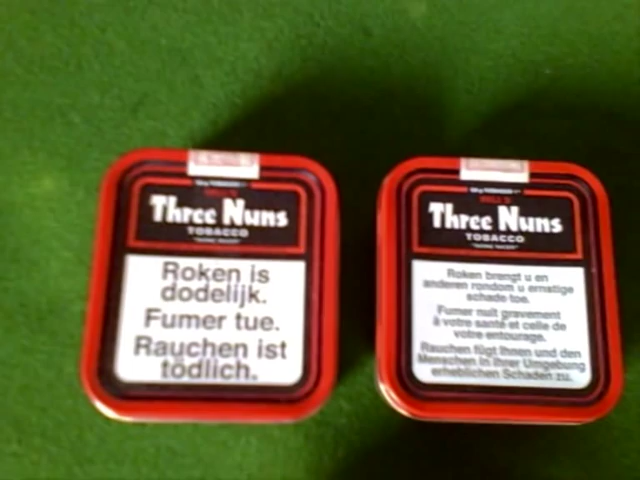 BELL'S
Three Nuns
TOBACCO
Roken is
dodelijk.
Fumer tue.
Rauchen ist
tödlich.
BELL'S
Three Nuns
TOBACCO
Roken brengt u en
anderen rondom u ernstige
schade toe.
Fumer nuit gravement
à votre santé et celle de
votre entourage.
Rauchen fügt Ihnen und den
Menschen in Ihrer Umgebung
erheblichen Schaden zu.